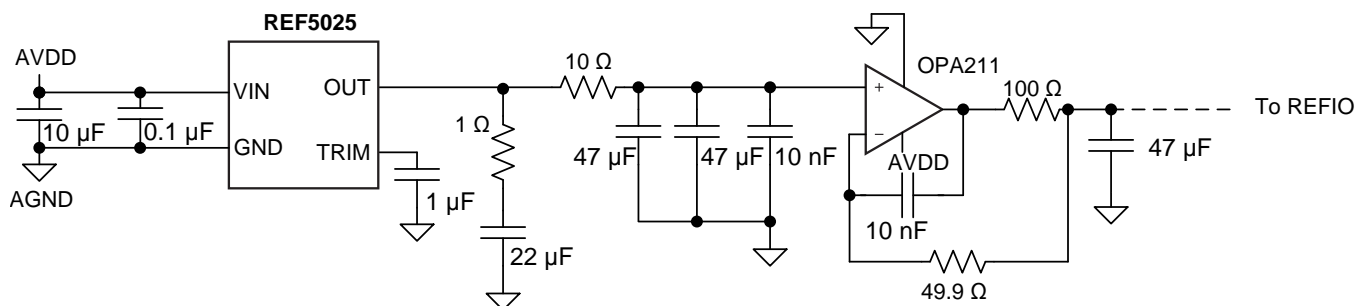 REF5025
AVDD
VIN
OUT
10 µF
0.1 µF
GND
TRIM
AGND
1 µF
1 Ω
22 µF
10 Ω
47 µF
47 µF
10 nF
OPA211
+
−
AVDD
10 nF
49.9 Ω
100 Ω
To REFIO
47 µF